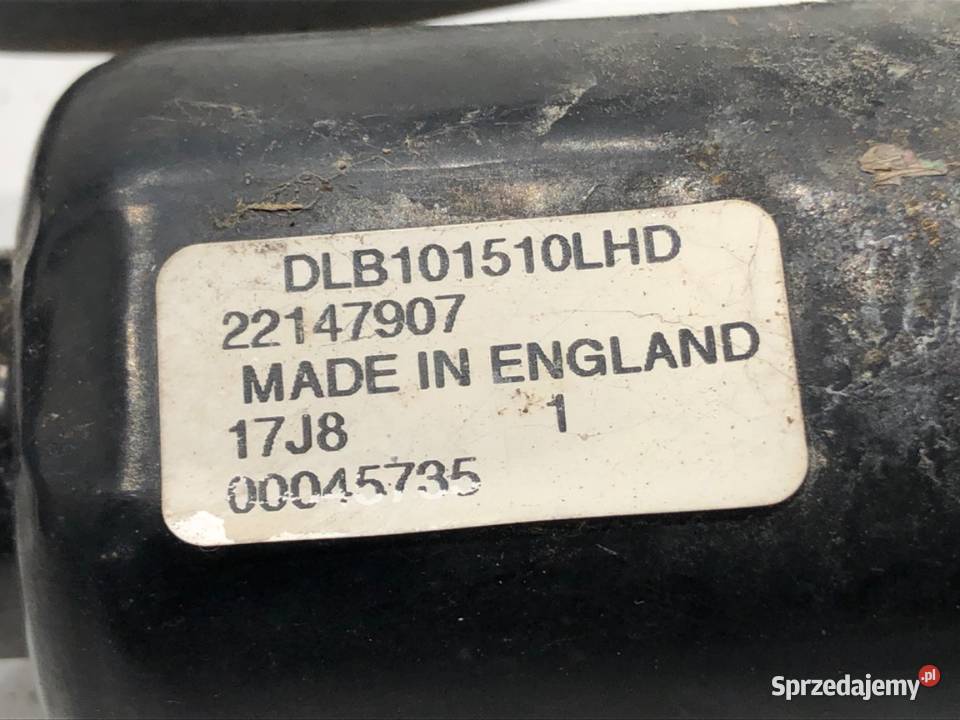 DLB101510LHD
22147907
MADE IN ENGLAND
17J8 1
00045735
Sprzedajemy.pl